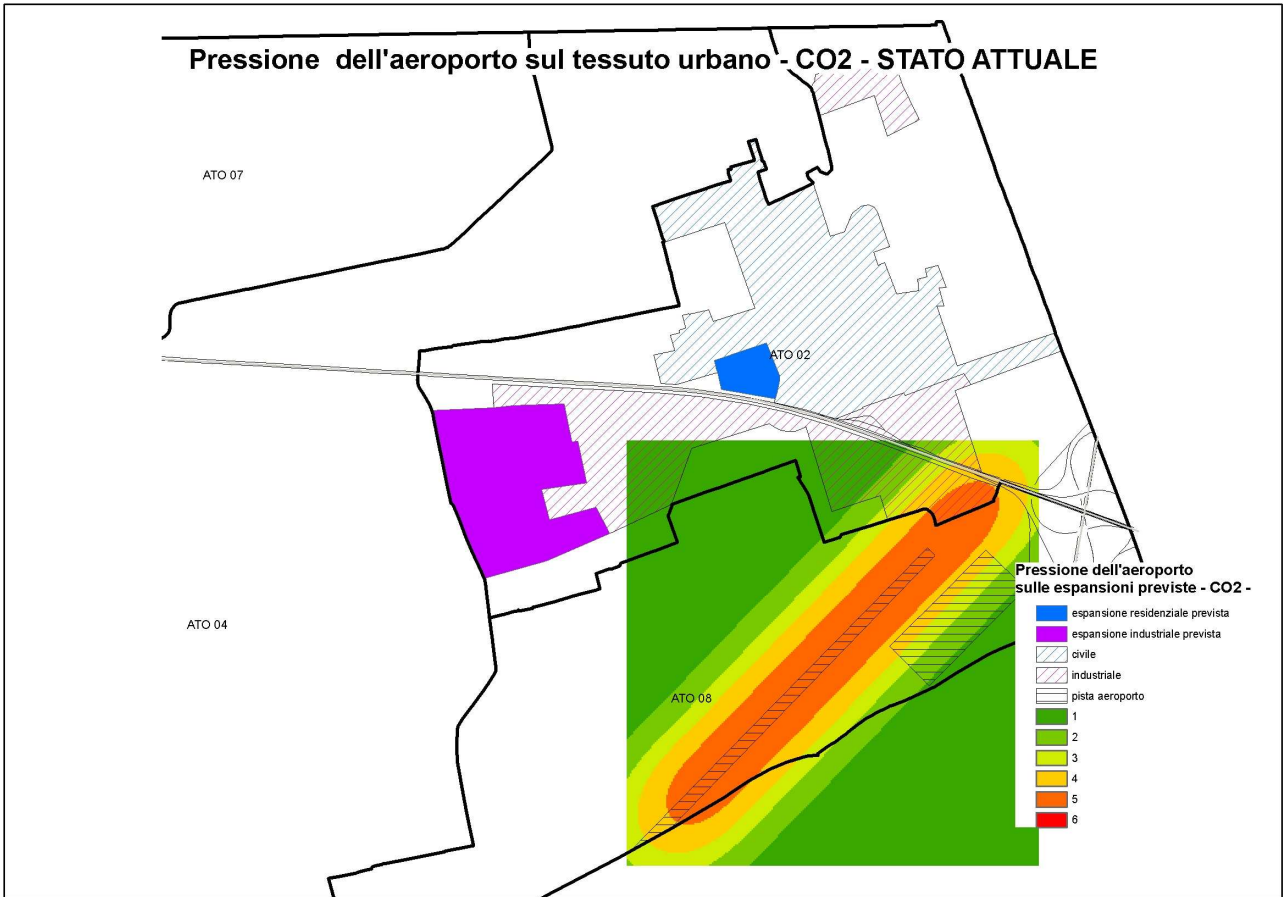 Pressione dell'aeroporto sul tessuto urbano - CO2 - STATO ATTUALE
ATO 07
ATO 02
ATO 04
ATO 08
Pressione dell'aeroporto
sulle espansioni previste - CO2 -
espansione residenziale prevista
espansione industriale prevista
civile
industriale
pista aeroporto
1
2
3
4
5
6